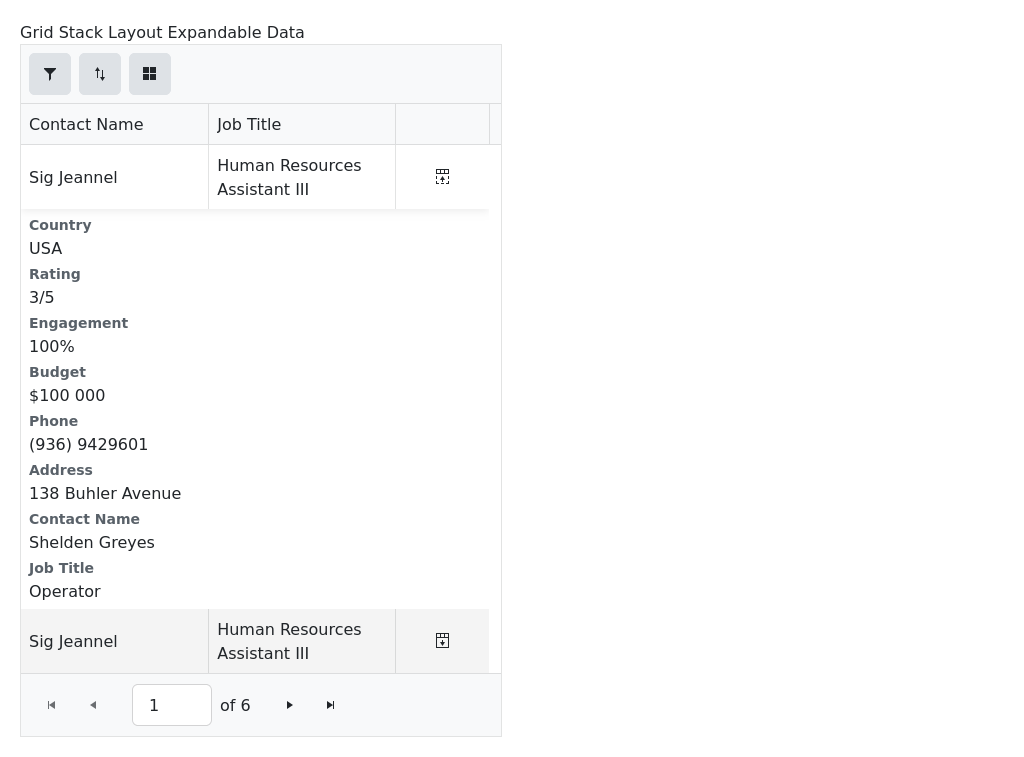 Grid Stack Layout Expandable Data
Contact Name
Job Title
Sig Jeannel
Human Resources
Assistant III
Country
USA
Rating
3/5
Engagement
100%
Budget
$100 000
Phone
(936) 9429601
Address
138 Buhler Avenue
Contact Name
Shelden Greyes
Job Title
Operator
Sig Jeannel
Human Resources
Assistant III
1 of 6